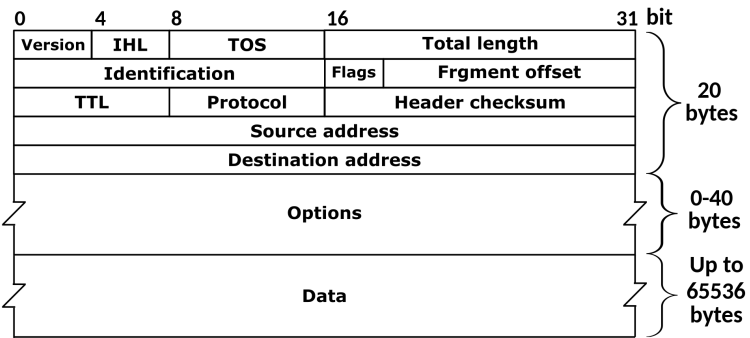 0 4 8 16 31 bit
Version IHL TOS Total length
Identification Flags Frgment offset
TTL Protocol Header checksum
Source address
Destination address
20
bytes
Options
0-40
bytes
Data
Up to
65536
bytes